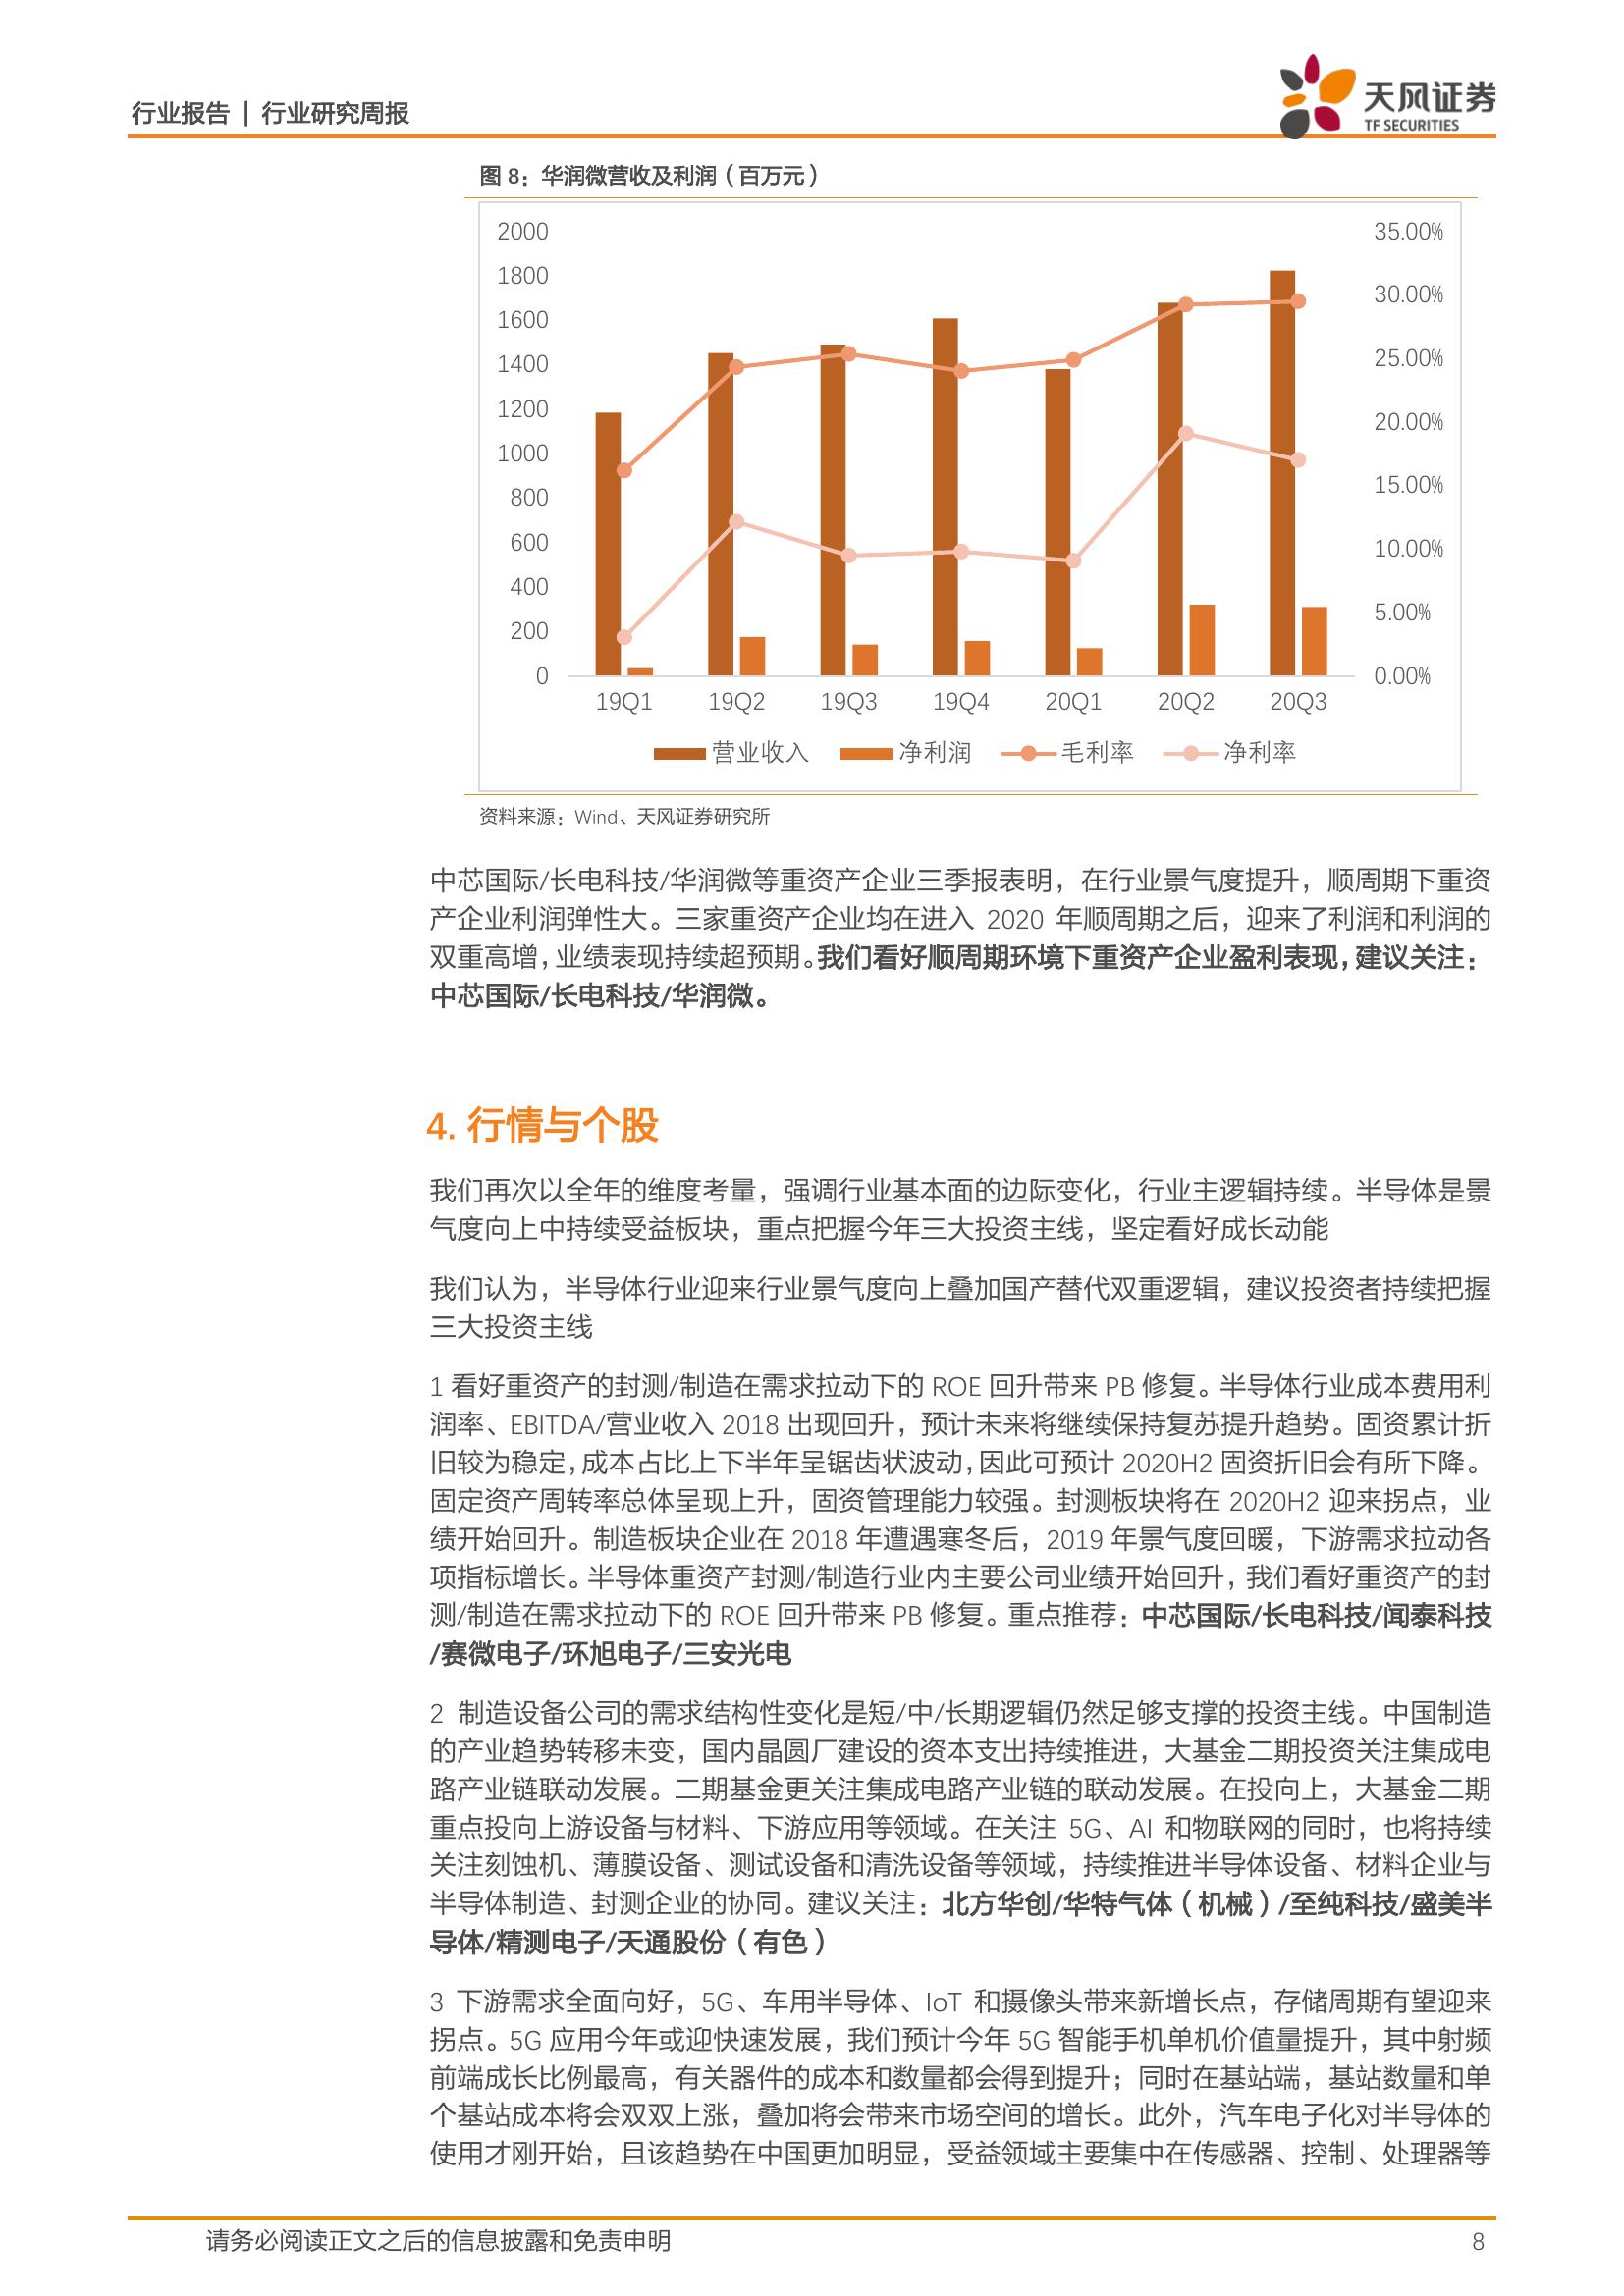 行业报告 | 行业研究周报
天风证券
TF SECURITIES
图 8：华润微营收及利润（百万元）
2000
1800
1600
1400
1200
1000
800
600
400
200
0
35.00%
30.00%
25.00%
20.00%
15.00%
10.00%
5.00%
0.00%
19Q1 19Q2 19Q3 19Q4 20Q1 20Q2 20Q3
营业收入 净利润 毛利率 净利率
资料来源：Wind、天风证券研究所
中芯国际/长电科技/华润微等重资产企业三季报表明，在行业景气度提升，顺周期下重资
产企业利润弹性大。三家重资产企业均在进入 2020 年顺周期之后，迎来了利润和利润的
双重高增，业绩表现持续超预期。我们看好顺周期环境下重资产企业盈利表现，建议关注：
中芯国际/长电科技/华润微。
4. 行情与个股
我们再次以全年的维度考量，强调行业基本面的边际变化，行业主逻辑持续。半导体是景
气度向上中持续受益板块，重点把握今年三大投资主线，坚定看好成长动能
我们认为，半导体行业迎来行业景气度向上叠加国产替代双重逻辑，建议投资者持续把握
三大投资主线
1 看好重资产的封测/制造在需求拉动下的 ROE 回升带来 PB 修复。半导体行业成本费用利
润率、EBITDA/营业收入 2018 出现回升，预计未来将继续保持复苏提升趋势。固资累计折
旧较为稳定，成本占比上下半年呈锯齿状波动，因此可预计 2020H2 固资折旧会有所下降。
固定资产周转率总体呈现上升，固资管理能力较强。封测板块将在 2020H2 迎来拐点，业
绩开始回升。制造板块企业在 2018 年遭遇寒冬后，2019 年景气度回暖，下游需求拉动各
项指标增长。半导体重资产封测/制造行业内主要公司业绩开始回升，我们看好重资产的封
测/制造在需求拉动下的 ROE 回升带来 PB 修复。重点推荐：中芯国际/长电科技/闻泰科技
/赛微电子/环旭电子/三安光电
2 制造设备公司的需求结构性变化是短/中/长期逻辑仍然足够支撑的投资主线。中国制造
的产业趋势转移未变，国内晶圆厂建设的资本支出持续推进，大基金二期投资关注集成电
路产业链联动发展。二期基金更关注集成电路产业链的联动发展。在投向上，大基金二期
重点投向上游设备与材料、下游应用等领域。在关注 5G、AI 和物联网的同时，也将持续
关注刻蚀机、薄膜设备、测试设备和清洗设备等领域，持续推进半导体设备、材料企业与
半导体制造、封测企业的协同。建议关注：北方华创/华特气体（机械）/至纯科技/盛美半
导体/精测电子/天通股份（有色）
3 下游需求全面向好，5G、车用半导体、IoT 和摄像头带来新增长点，存储周期有望迎来
拐点。5G 应用今年或迎快速发展，我们预计今年 5G 智能手机单机价值量提升，其中射频
前端成长比例最高，有关器件的成本和数量都会得到提升；同时在基站端，基站数量和单
个基站成本将会双双上涨，叠加将会带来市场空间的增长。此外，汽车电子化对半导体的
使用才刚开始，且该趋势在中国更加明显，受益领域主要集中在传感器、控制、处理器等
请务必阅读正文之后的信息披露和免责申明
8